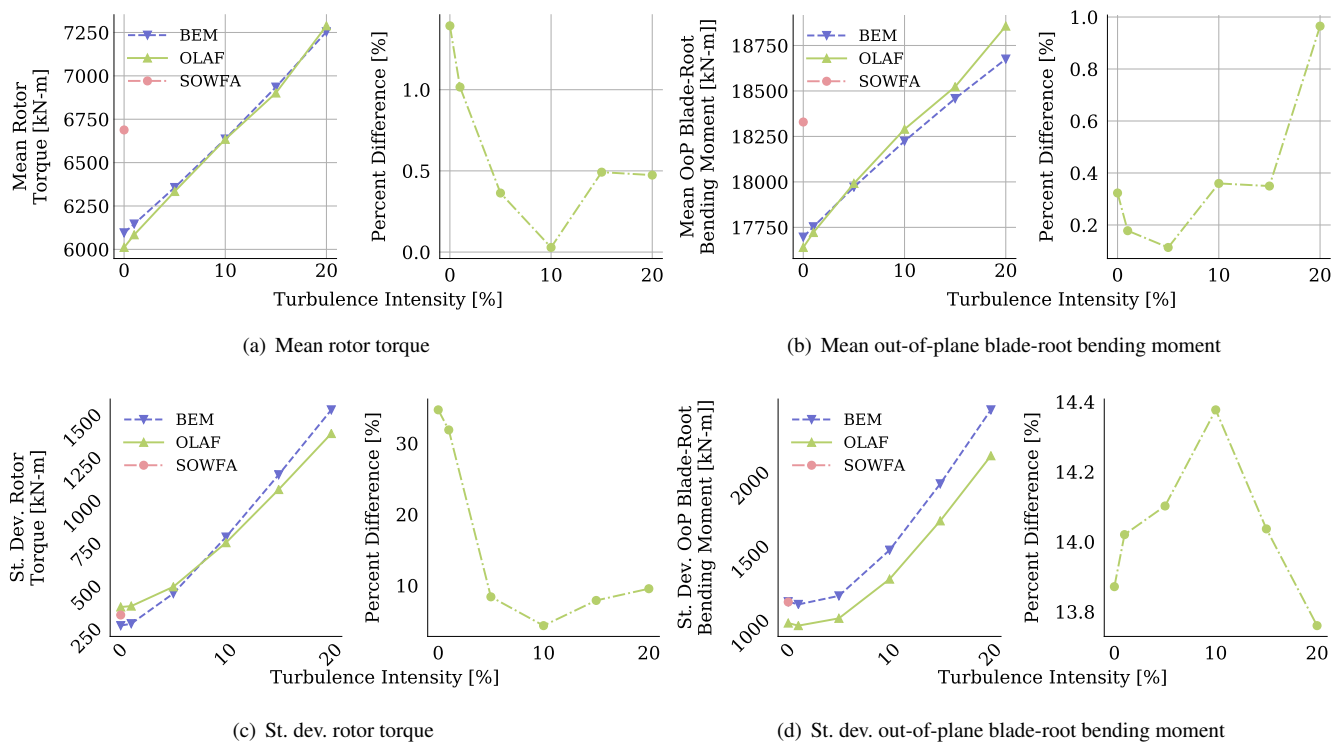 Mean Rotor
Torque [kN-m]
7250
7000
6750
6500
6250
6000
BEM
OLAF
SOWFA
0
10
20
Percent Difference [%]
1.0
0.5
0.0
0
10
20
Turbulence Intensity [%]
(a) Mean rotor torque
Mean OoP Blade-Root
Bending Moment [kN-m]]
18750
18500
18250
18000
17750
BEM
OLAF
SOWFA
0
10
20
Percent Difference [%]
1.0
0.8
0.6
0.4
0.2
0
10
20
Turbulence Intensity [%]
(b) Mean out-of-plane blade-root bending moment
St. Dev. Rotor
Torque [kN-m]
1500
1250
1000
750
500
250
BEM
OLAF
SOWFA
0
10
20
Percent Difference [%]
30
20
10
0
10
20
Turbulence Intensity [%]
(c) St. dev. rotor torque
St. Dev. OoP Blade-Root
Bending Moment [kN-m]]
2000
1500
1000
BEM
OLAF
SOWFA
0
10
20
Percent Difference [%]
14.4
14.2
14.0
13.8
0
10
20
Turbulence Intensity [%]
(d) St. dev. out-of-plane blade-root bending moment